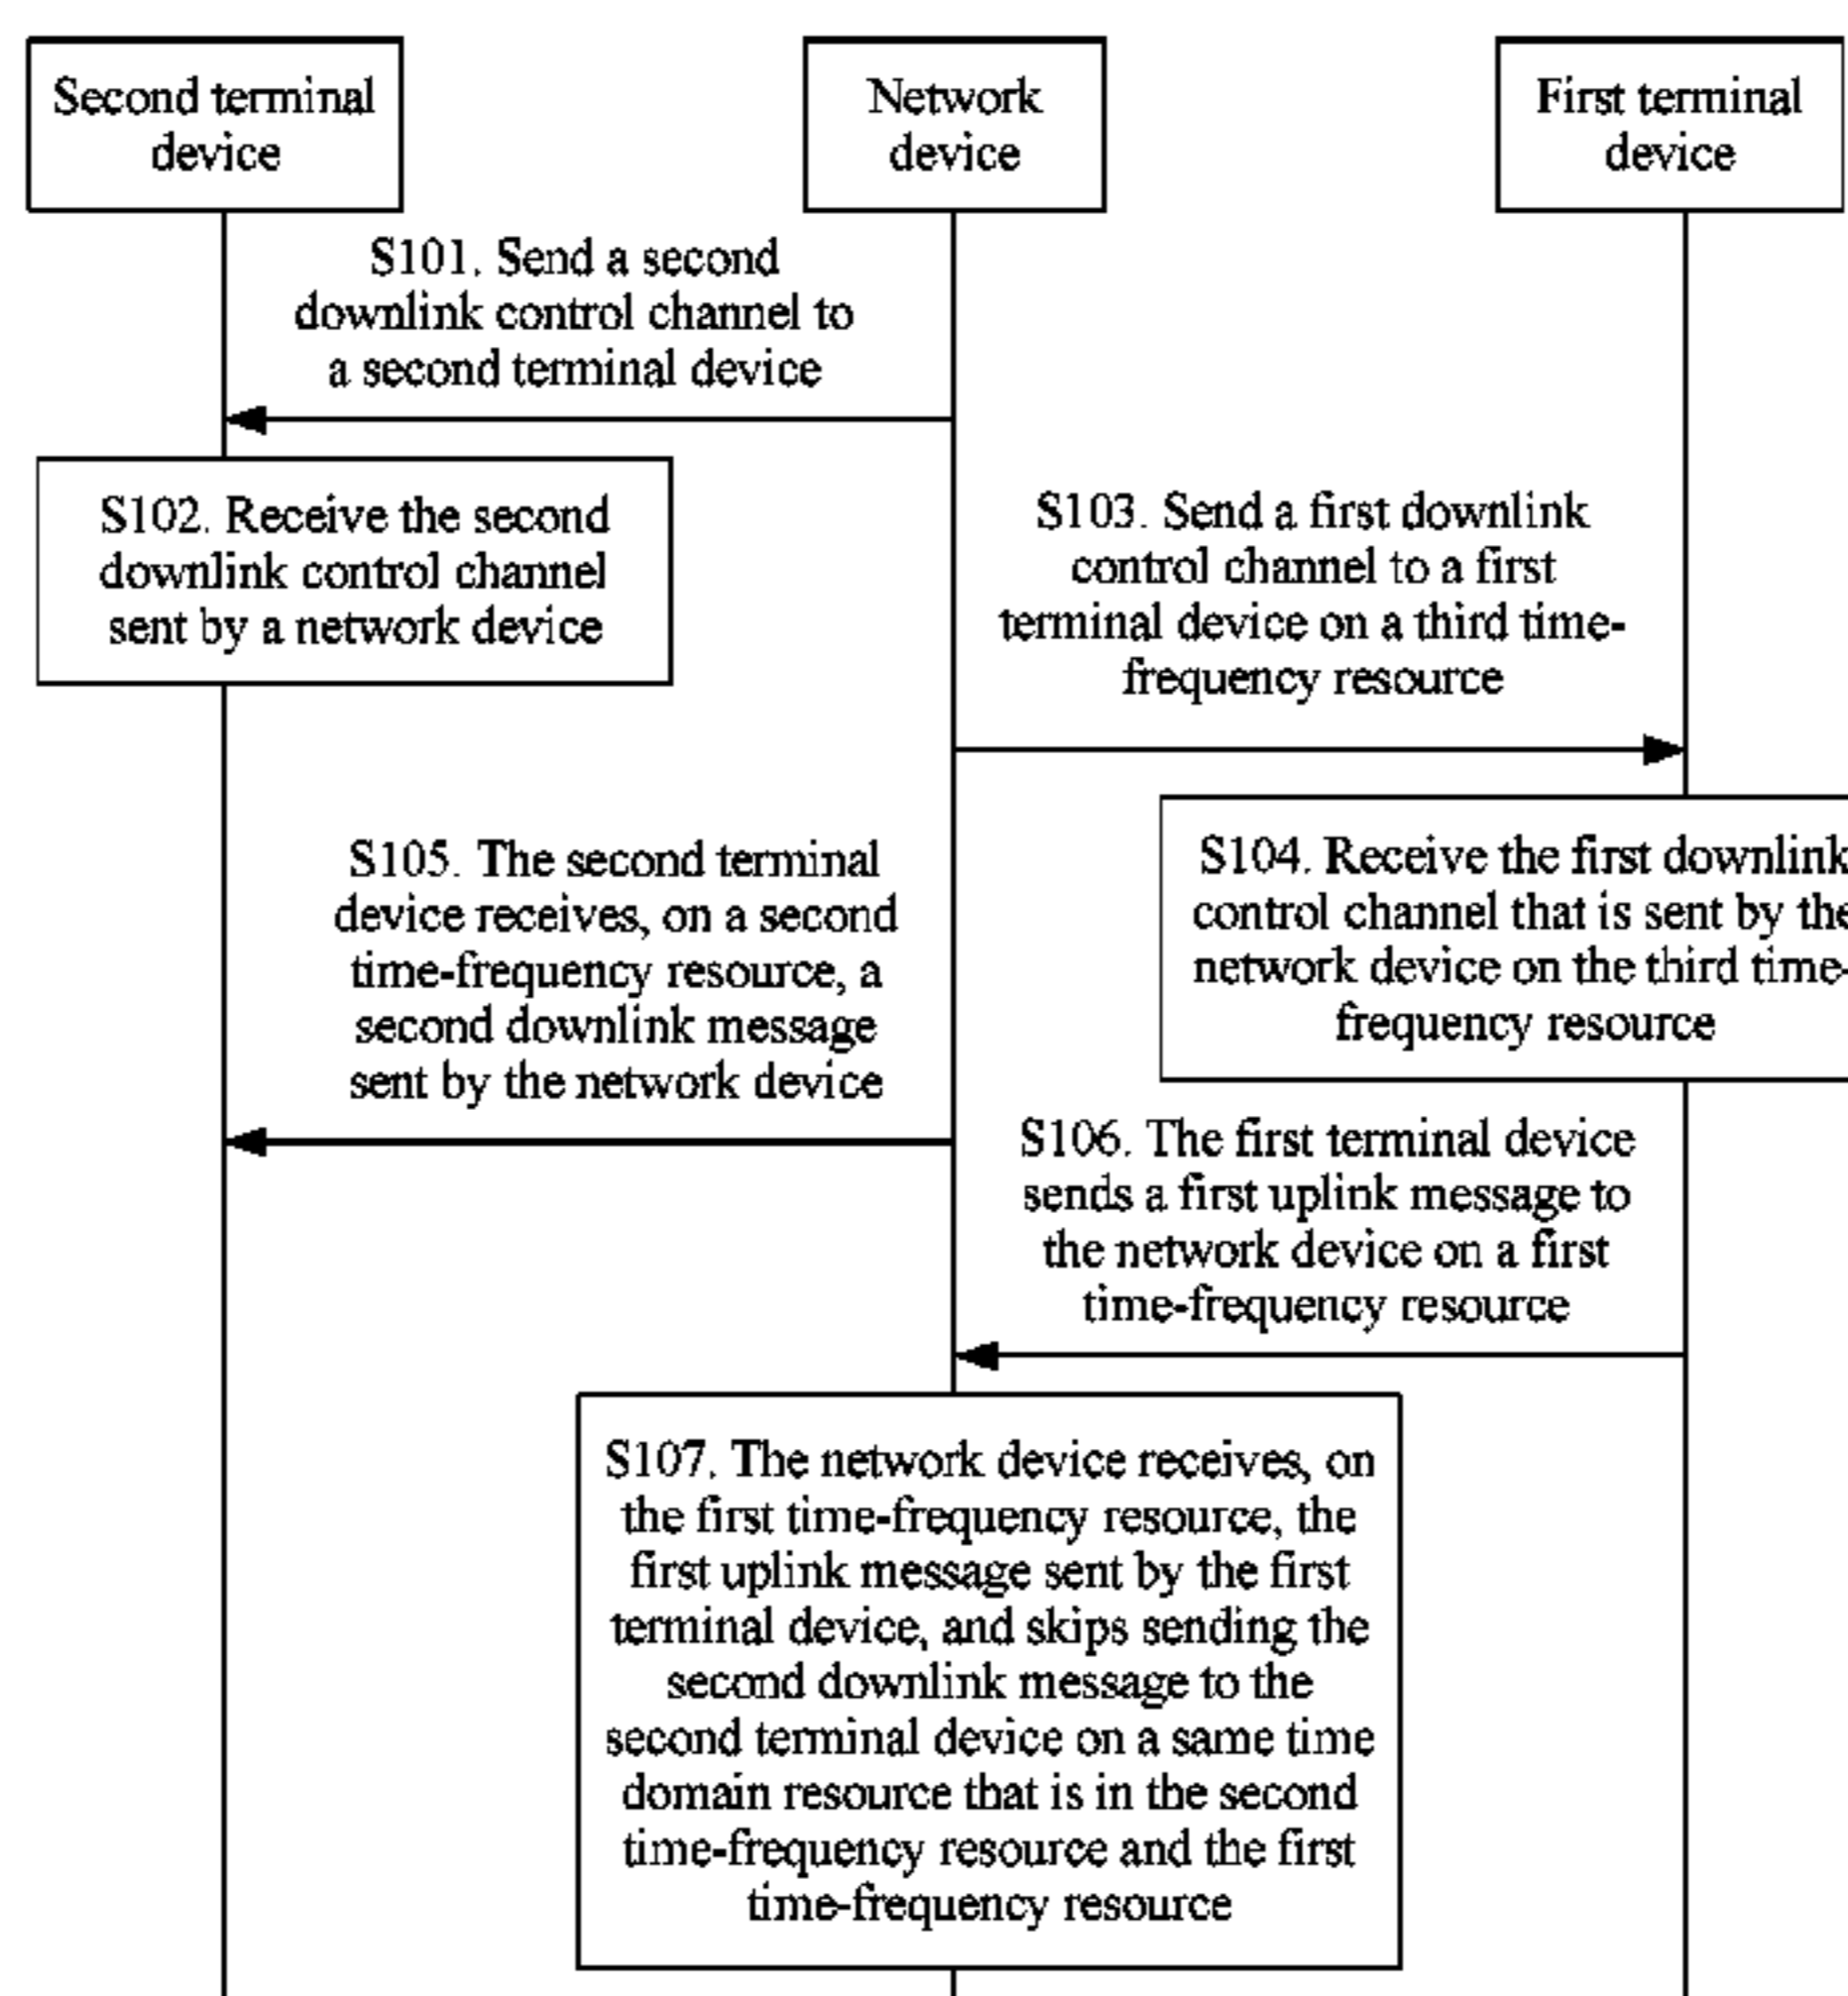 Second terminal
device
Network
device
First terminal
device
S101. Send a second
downlink control channel to
a second terminal device
S102. Receive the second
downlink control channel
sent by a network device
S103. Send a first downlink
control channel to a first
terminal device on a third time-
frequency resource
S104. Receive the first downlink
control channel that is sent by the
network device on the third time-
frequency resource
S105. The second terminal
device receives, on a second
time-frequency resource, a
second downlink message
sent by the network device
S106. The first terminal device
sends a first uplink message to
the network device on a first
time-frequency resource
S107. The network device receives, on
the first time-frequency resource, the
first uplink message sent by the first
terminal device, and skips sending the
second downlink message to the
second terminal device on a same time
domain resource that is in the second
time-frequency resource and the first
time-frequency resource